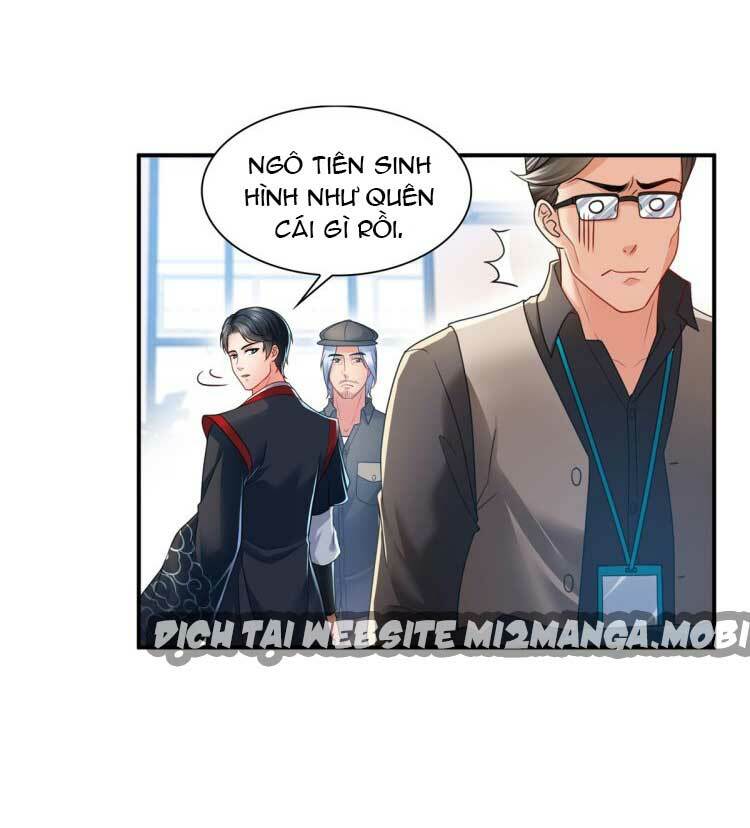 NGÔ TIÊN SINH
HÌNH NHƯ QUÊN
CÁI GÌ RỒI.
DỊCH TẠI WEBSITE MI2MANGA.MOBI